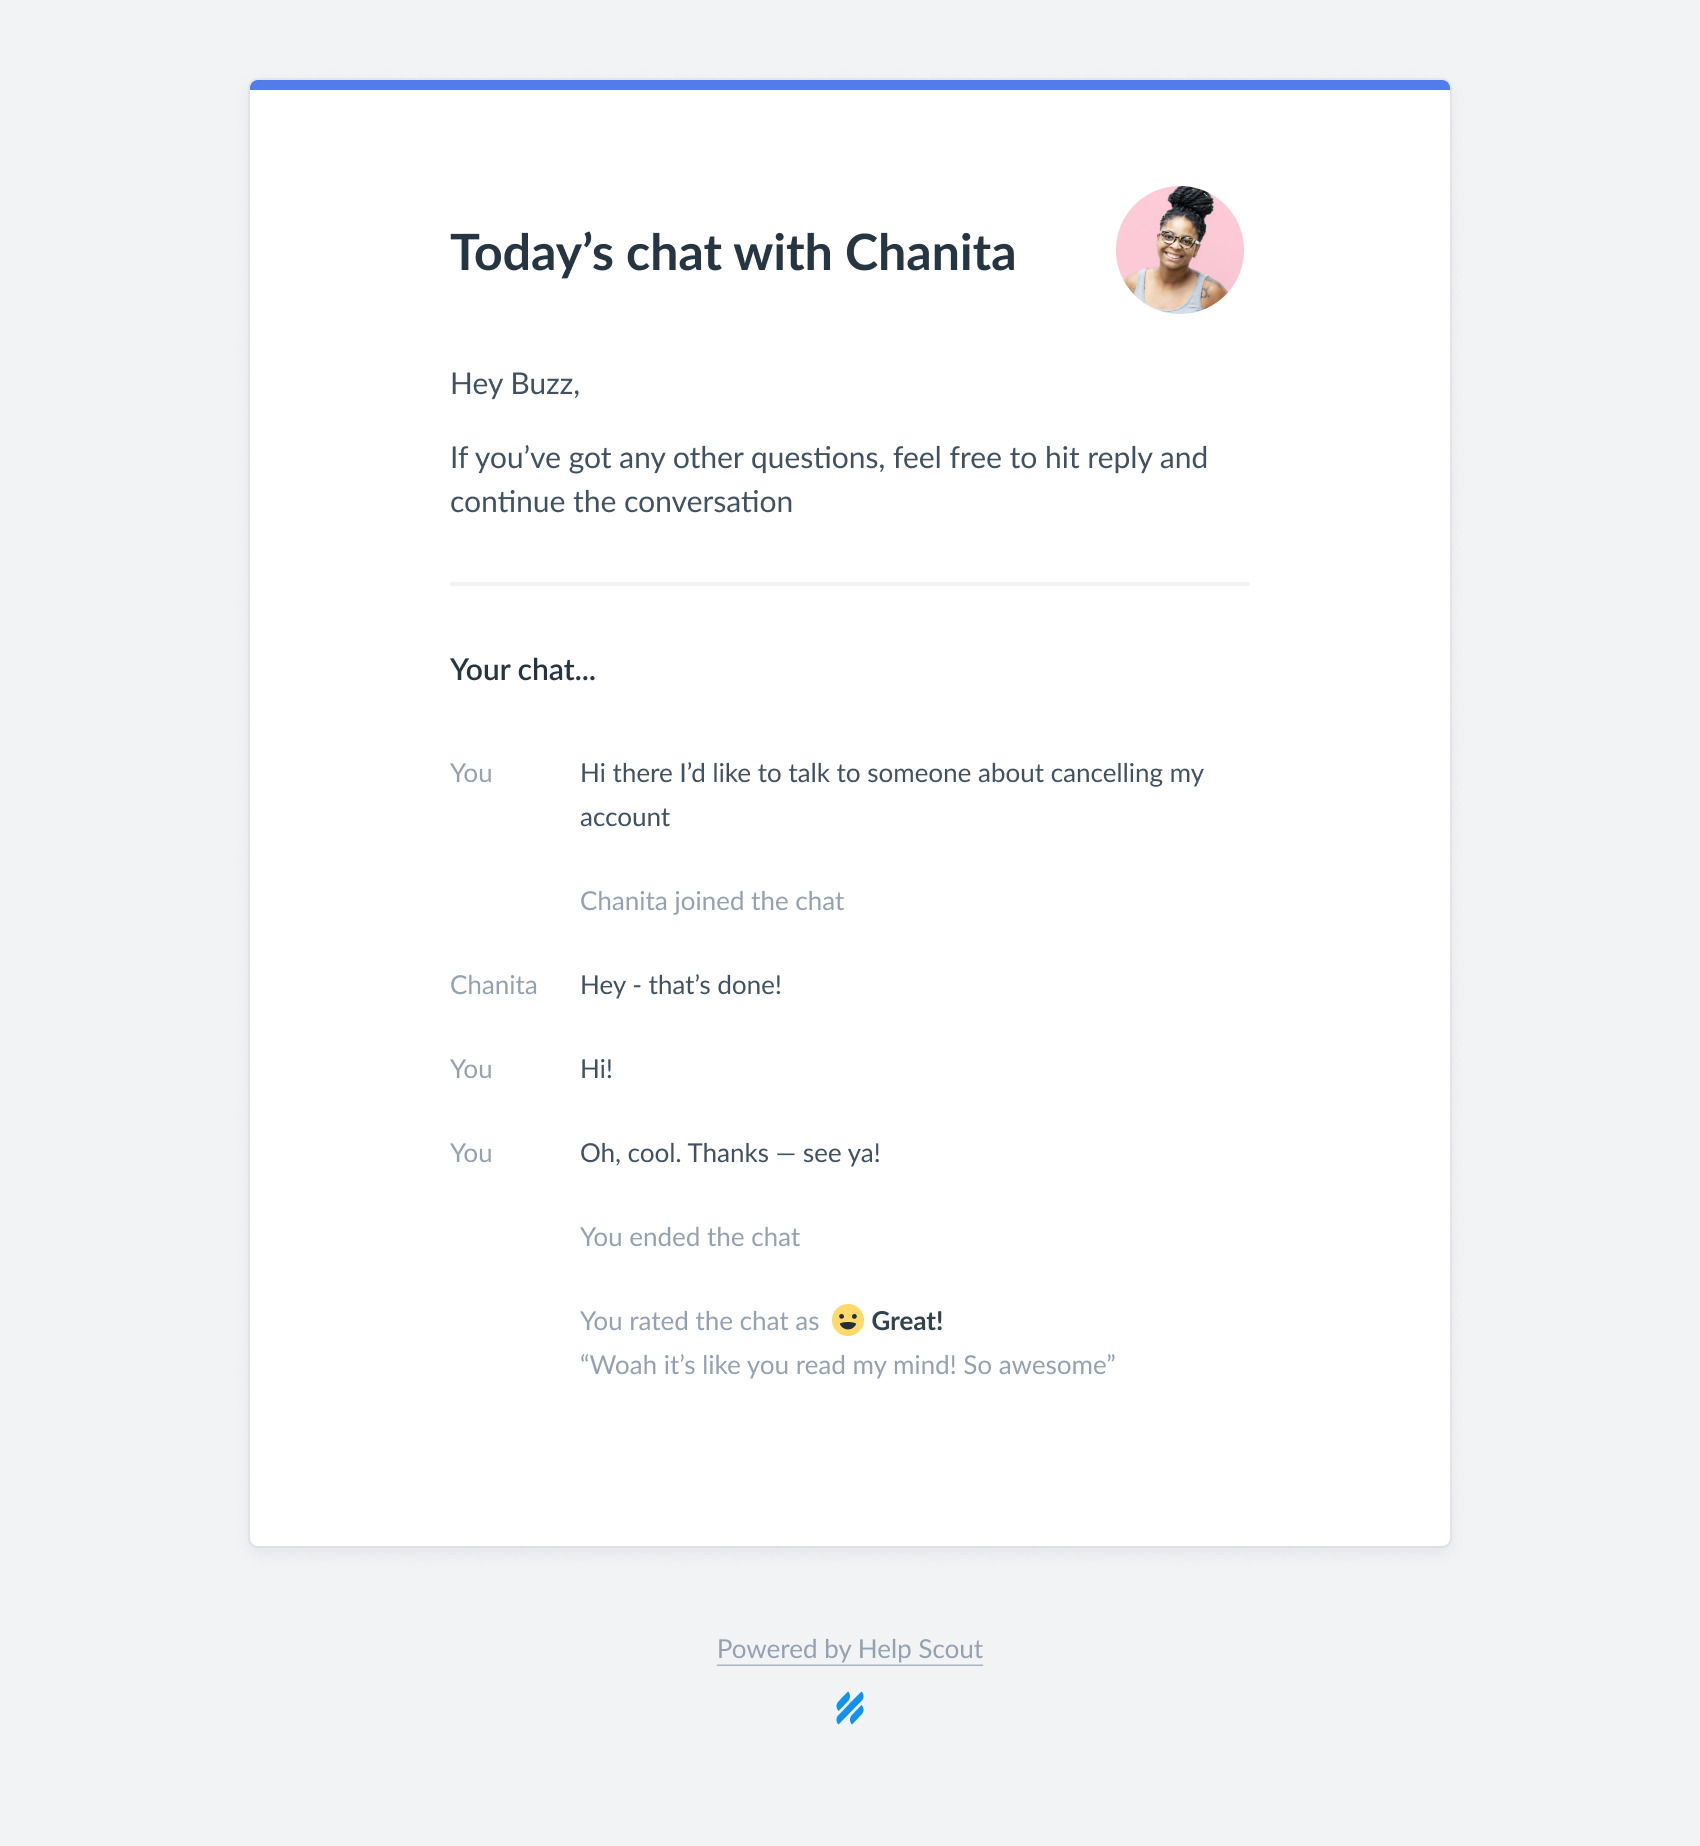 Today’s chat with Chanita
Hey Buzz,
If you’ve got any other questions, feel free to hit reply and
continue the conversation
Your chat...
You Hi there I’d like to talk to someone about cancelling my
account
Chanita joined the chat
Chanita Hey - that’s done!
You Hi!
You Oh, cool. Thanks — see ya!
You ended the chat
You rated the chat as Great!
“Woah it’s like you read my mind! So awesome”
Powered by Help Scout